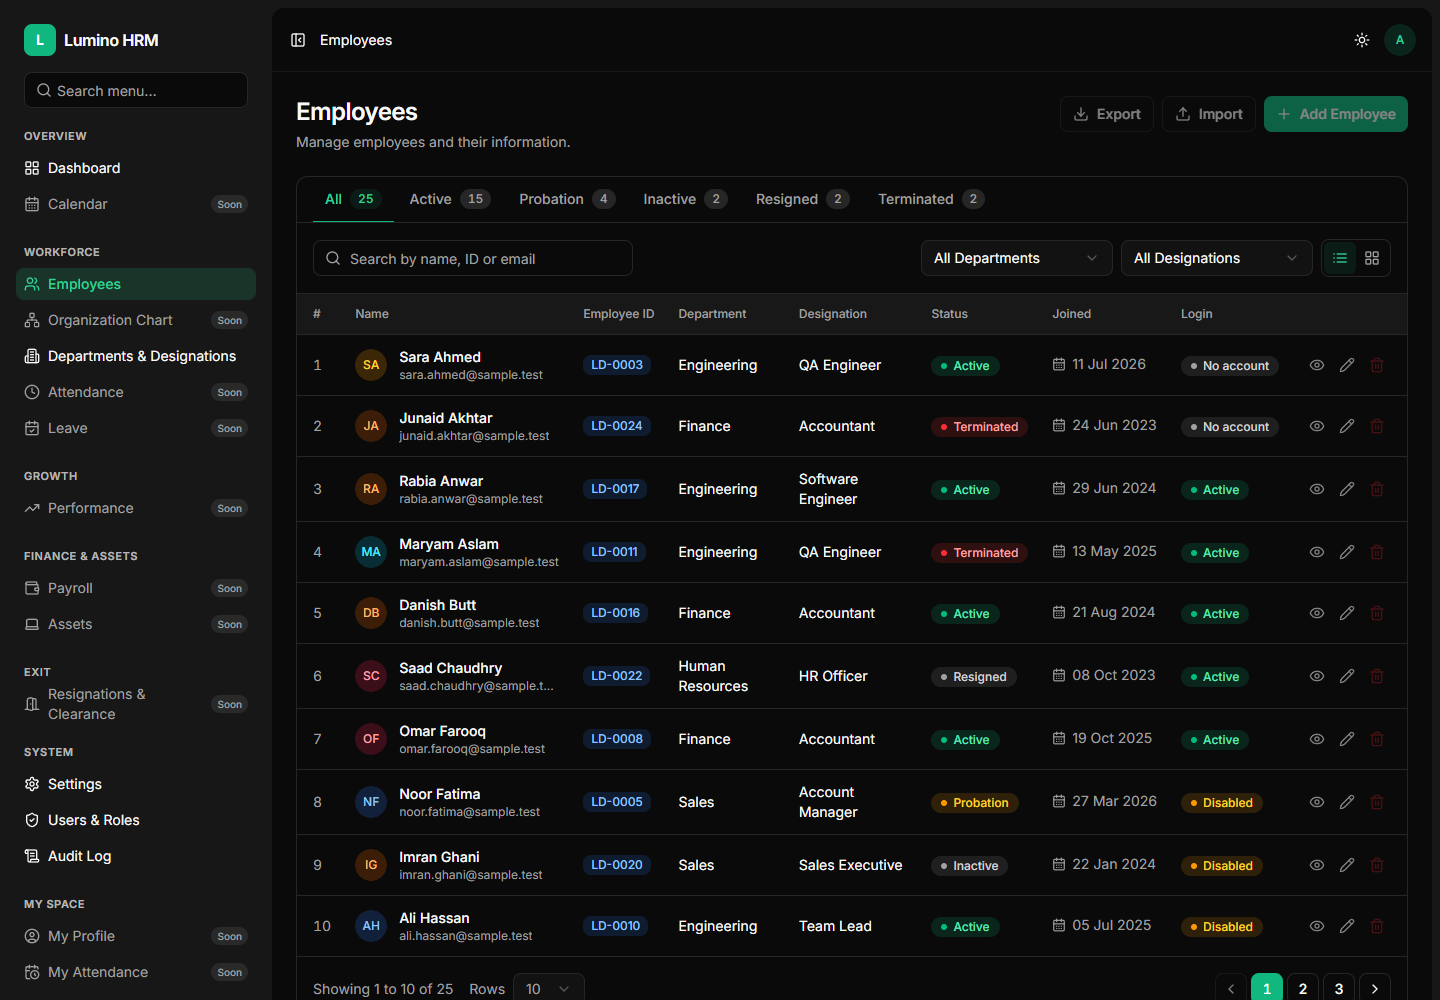 L Lumino HRM
Search menu...
OVERVIEW
Dashboard
Calendar Soon
WORKFORCE
Employees
Organization Chart Soon
Departments & Designations
Attendance Soon
Leave Soon
GROWTH
Performance Soon
FINANCE & ASSETS
Payroll Soon
Assets Soon
EXIT
Resignations &
Clearance Soon
SYSTEM
Settings
Users & Roles
Audit Log
MY SPACE
My Profile Soon
My Attendance Soon
Employees A
Employees
Manage employees and their information.
Export Import Add Employee
All 25 Active 15 Probation 4 Inactive 2 Resigned 2 Terminated 2
Search by name, ID or email All Departments All Designations
# Name Employee ID Department Designation Status Joined Login
1 SA Sara Ahmed LD-0003 Engineering QA Engineer Active 11 Jul 2026 No account
sara.ahmed@sample.test
2 JA Junaid Akhtar LD-0024 Finance Accountant Terminated 24 Jun 2023 No account
junaid.akhtar@sample.test
3 RA Rabia Anwar LD-0017 Engineering Software Engineer Active 29 Jun 2024 Active
rabia.anwar@sample.test
4 MA Maryam Aslam LD-0011 Engineering QA Engineer Terminated 13 May 2025 Active
maryam.aslam@sample.test
5 DB Danish Butt LD-0016 Finance Accountant Active 21 Aug 2024 Active
danish.butt@sample.test
6 SC Saad Chaudhry LD-0022 Human Resources HR Officer Resigned 08 Oct 2023 Active
saad.chaudhry@sample.t...
7 OF Omar Farooq LD-0008 Finance Accountant Active 19 Oct 2025 Active
omar.farooq@sample.test
8 NF Noor Fatima LD-0005 Sales Account Manager Probation 27 Mar 2026 Disabled
noor.fatima@sample.test
9 IG Imran Ghani LD-0020 Sales Sales Executive Inactive 22 Jan 2024 Disabled
imran.ghani@sample.test
10 AH Ali Hassan LD-0010 Engineering Team Lead Active 05 Jul 2025 Disabled
ali.hassan@sample.test
Showing 1 to 10 of 25 Rows 10 1 2 3